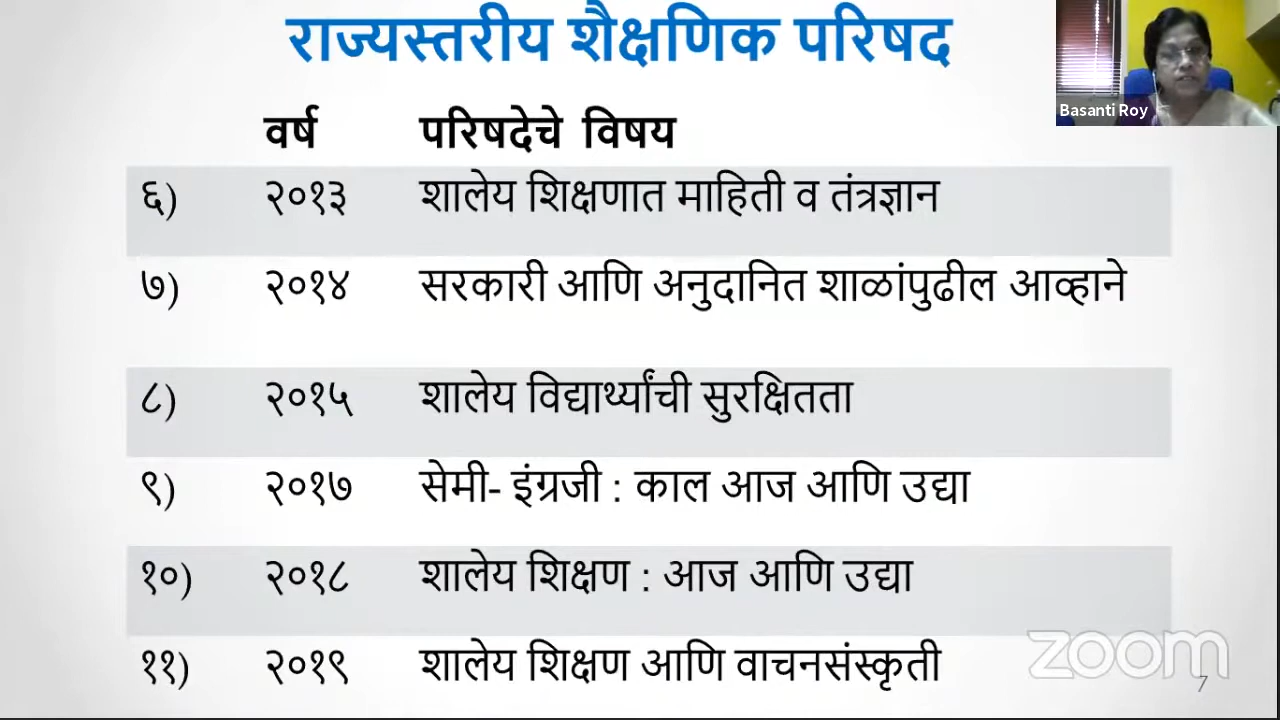 राज्यस्तरीय शैक्षणिक परिषद
Basanti Roy
वर्ष परिषदेचे विषय
६) २०१३ शालेय शिक्षणात माहिती व तंत्रज्ञान
७) २०१४ सरकारी आणि अनुदानित शाळांपुढील आव्हाने
८) २०१५ शालेय विद्यार्थ्यांची सुरक्षितता
९) २०१७ सेमी- इंग्रजी : काल आज आणि उद्या
१०) २०१८ शालेय शिक्षण : आज आणि उद्या
११) २०१९ शालेय शिक्षण आणि वाचनसंस्कृती
zoom
7